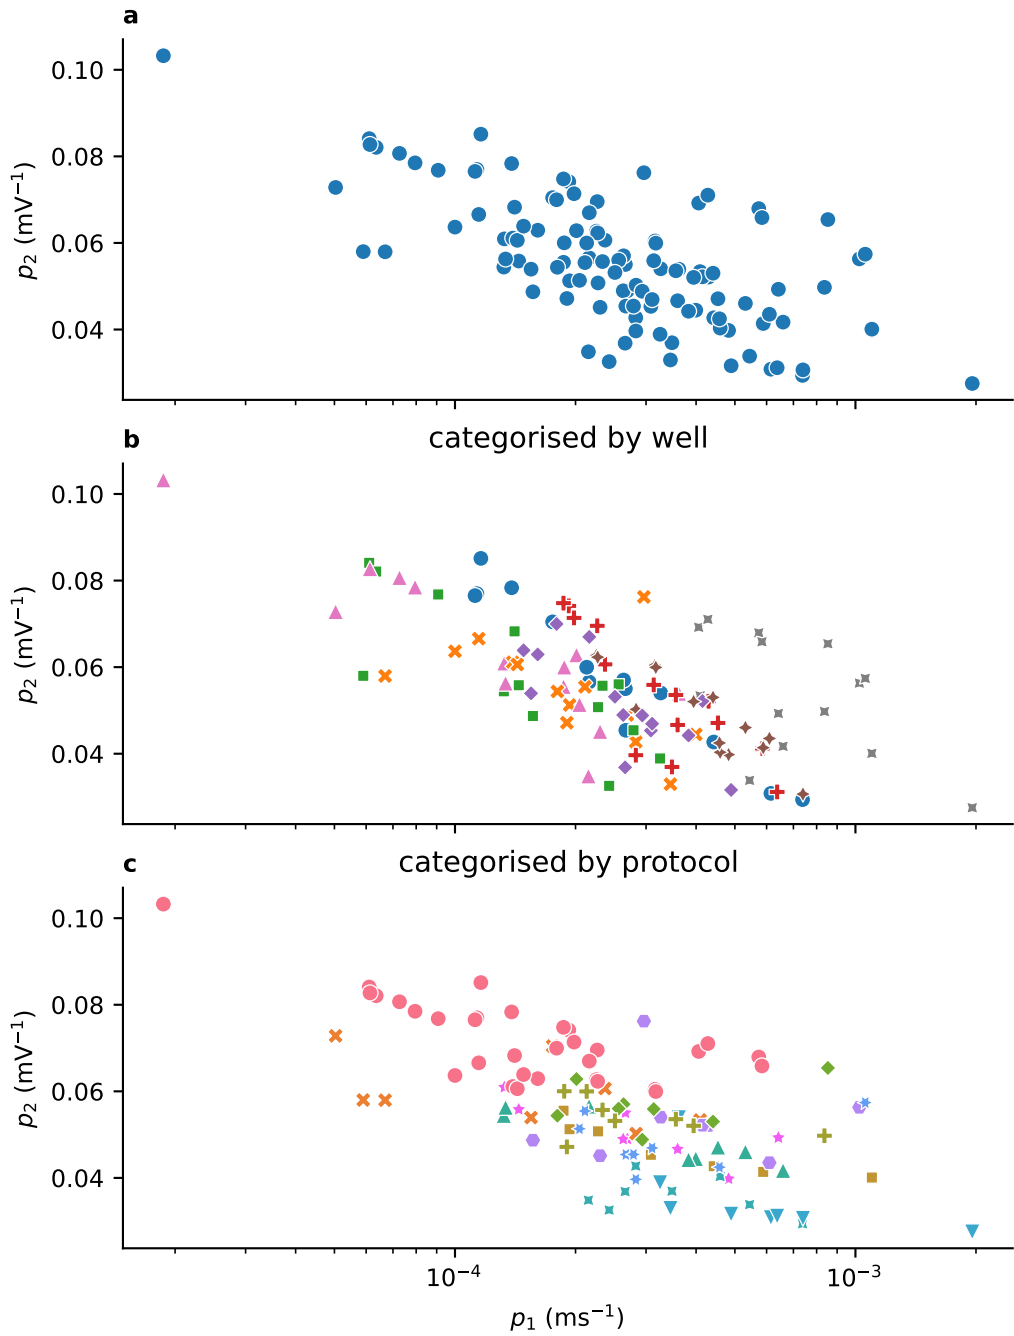 a
0.10
0.08
0.06
0.04
p₂ (mV⁻¹)
b
categorised by well
0.10
0.08
0.06
0.04
p₂ (mV⁻¹)
c
categorised by protocol
0.10
0.08
0.06
0.04
p₂ (mV⁻¹)
10⁻⁴
10⁻³
p₁ (ms⁻¹)